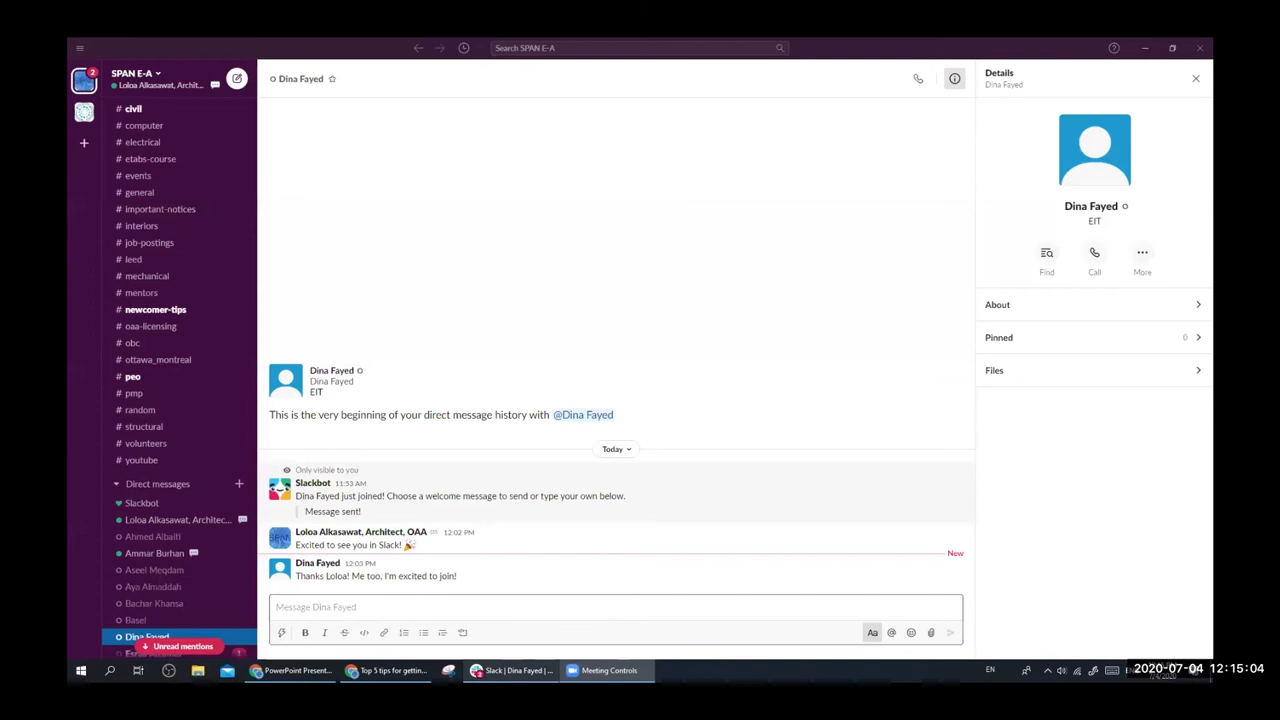 Search SPAN E-A
2
SPAN E-A
Loloa Alkasawat, Archit...
# civil
# computer
# electrical
# etabs-course
# events
# general
# important-notices
# interiors
# job-postings
# leed
# mechanical
# mentors
# newcomer-tips
# oaa-licensing
# obc
# ottawa_montreal
# peo
# pmp
# random
# structural
# volunteers
# youtube
Direct messages
Slackbot
Loloa Alkasawat, Architec...
Ahmed Albaiti
Ammar Burhan
Aseel Meqdam
Aya Almaddah
Bachar Khansa
Basel
Dina Fayed
Unread mentions
1
Dina Fayed
Dina Fayed
Dina Fayed
EIT
This is the very beginning of your direct message history with @Dina Fayed
Today
Only visible to you
Slackbot 11:53 AM
Dina Fayed just joined! Choose a welcome message to send or type your own below.
Message sent!
SPAN
Loloa Alkasawat, Architect, OAA 12:02 PM
Excited to see you in Slack!
New
Dina Fayed 12:03 PM
Thanks Loloa! Me too, I'm excited to join!
Message Dina Fayed
B I Aa @
Details
Dina Fayed
Dina Fayed
EIT
Find Call More
About
Pinned 0
Files
PowerPoint Present...
Top 5 tips for gettin...
Slack | Dina Fayed | ...
Meeting Controls
EN
2020-07-04 12:15:04